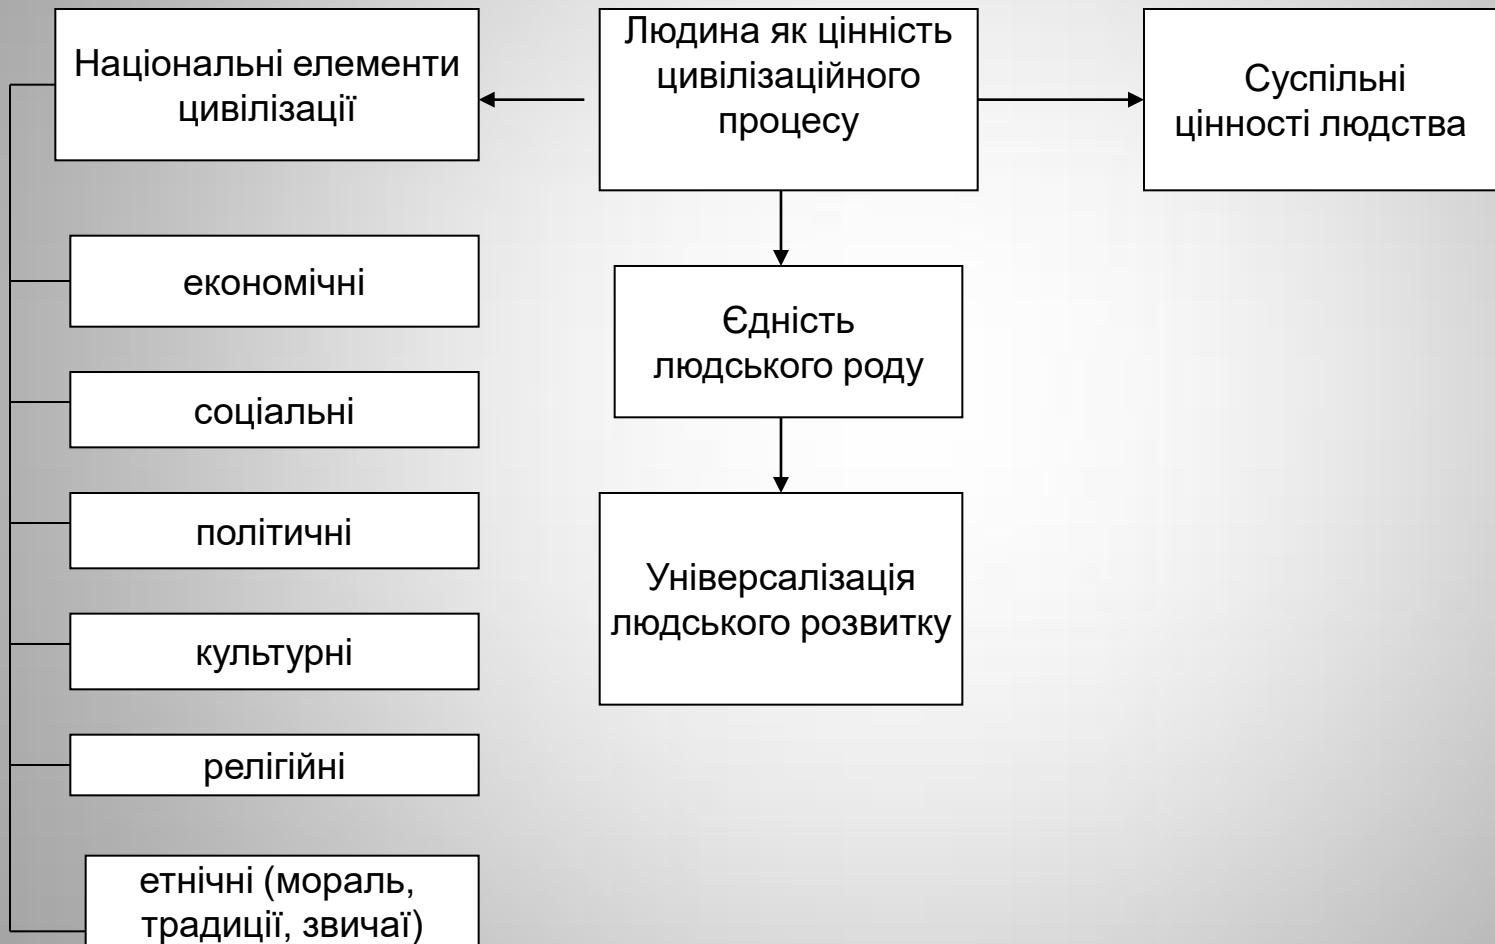 Національні елементи
цивілізації
Людина як цінність
цивілізаційного
процесу
Суспільні
цінності людства
економічні
соціальні
політичні
культурні
релігійні
етнічні (мораль,
традиції, звичаї)
Єдність
людського роду
Універсалізація
людського розвитку